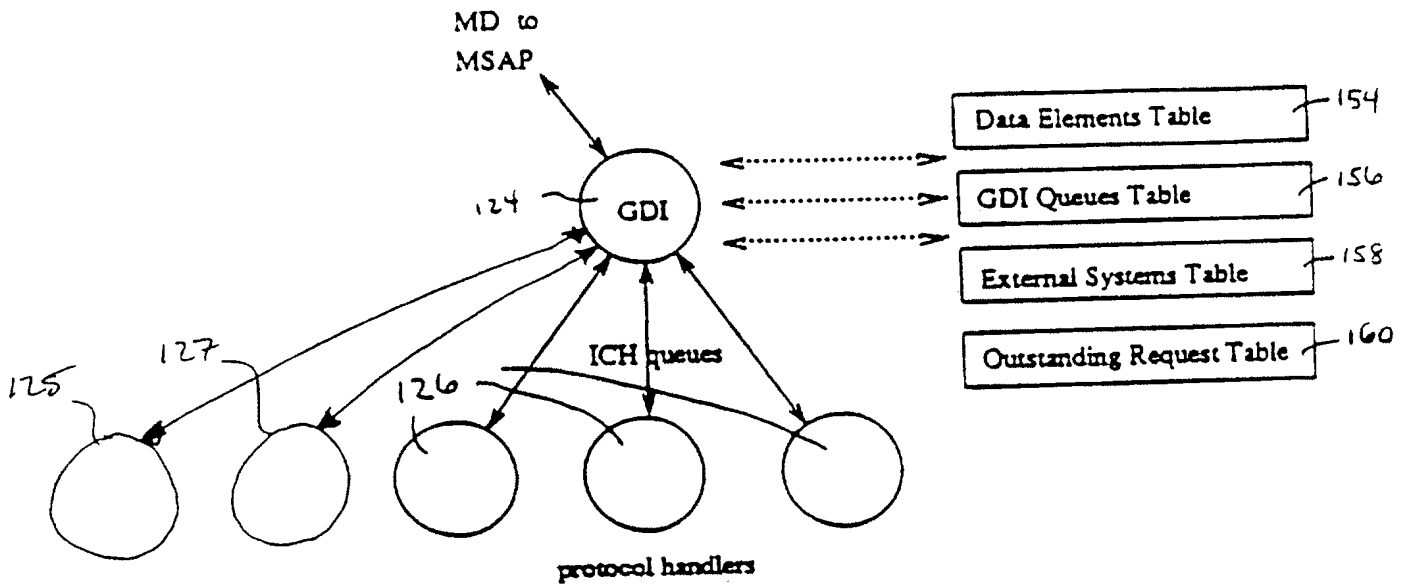 MD to
MSAP
Data Elements Table
154
124
GDI
GDI Queues Table
156
External Systems Table
158
Outstanding Request Table
160
ICH queues
125
127
126
protocol handlers